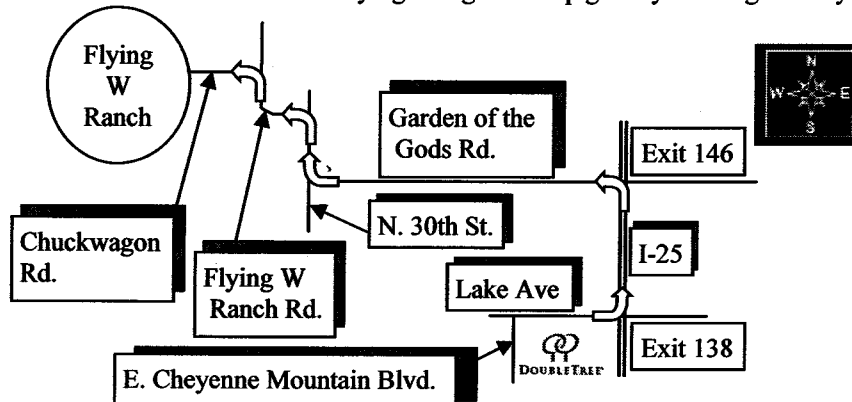 Flying
W
Ranch
Garden of the
Gods Rd.
N
W E
S
Exit 146
N. 30th St.
Chuckwagon
Rd.
Flying W
Ranch Rd.
I-25
Lake Ave
Exit 138
DOUBLETREE
E. Cheyenne Mountain Blvd.